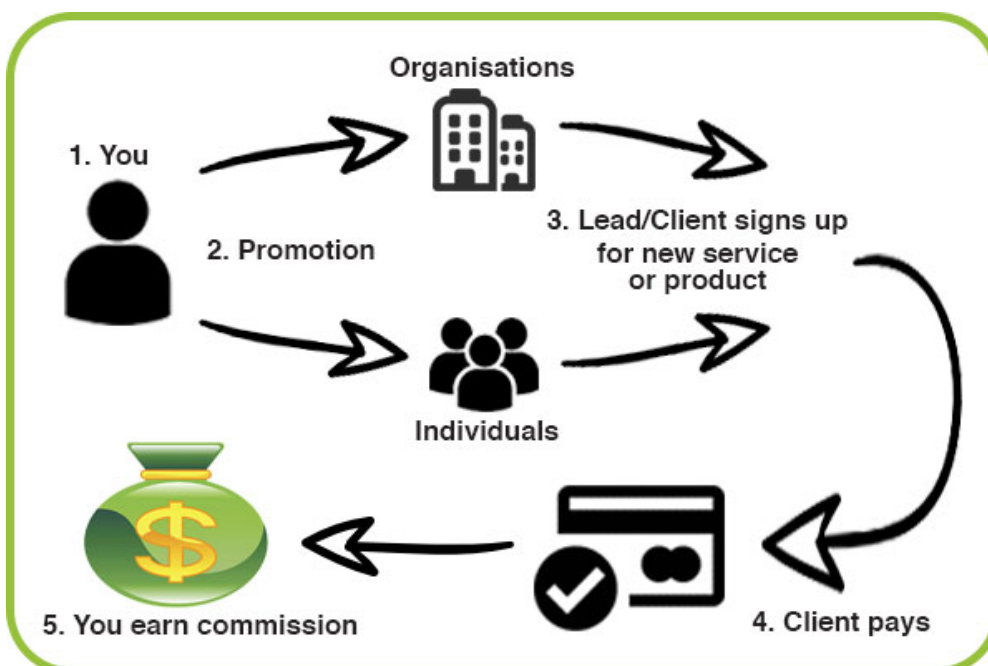 Organisations
1. You
2. Promotion
3. Lead/Client signs up
for new service
or product
Individuals
$
5. You earn commission
4. Client pays